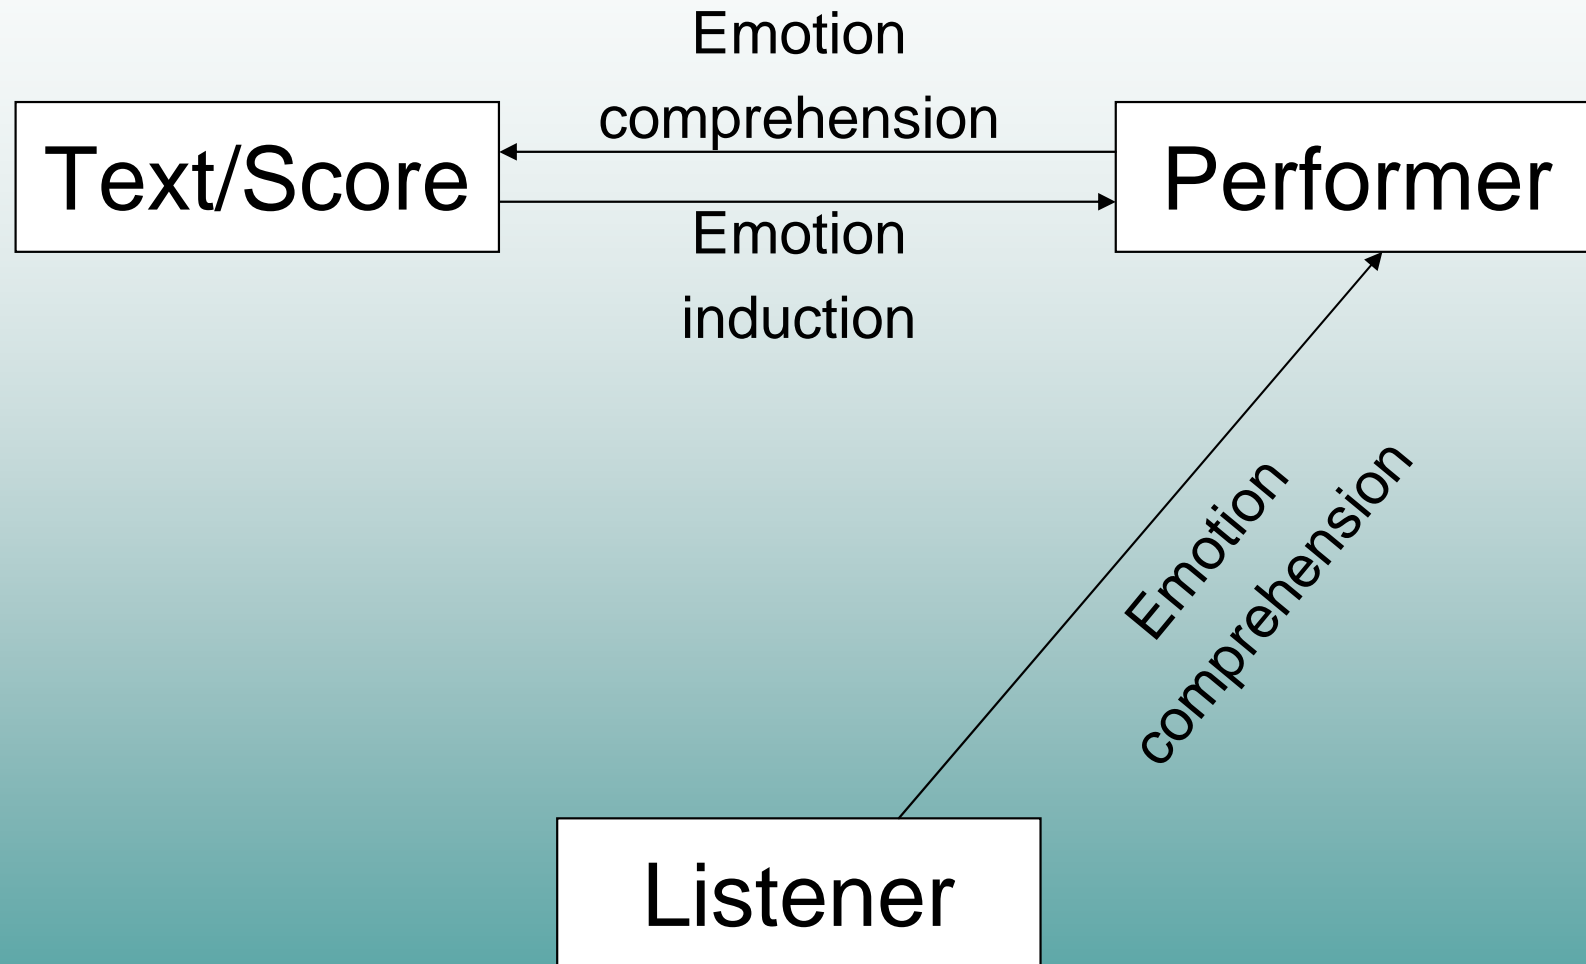 Emotion
comprehension
Text/Score
Performer
Emotion
induction
Emotion
comprehension
Listener